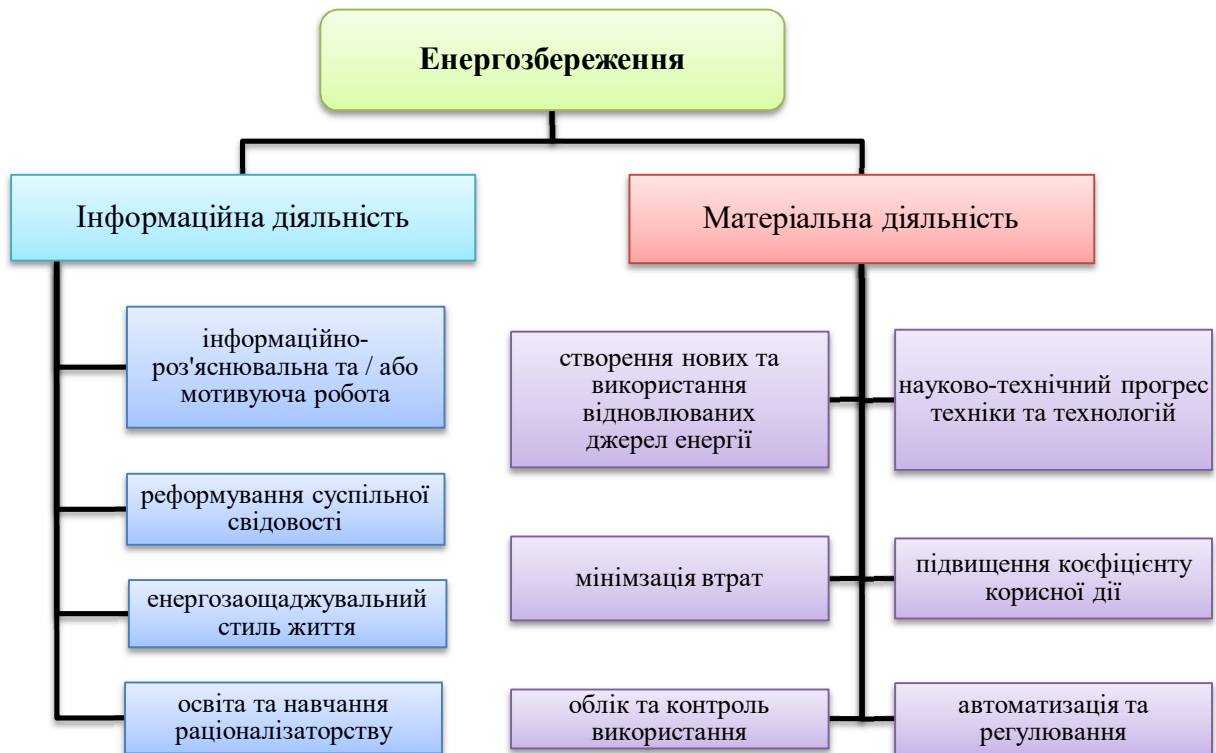 Енергозбереження
Інформаційна діяльність
Матеріальна діяльність
інформаційно-
роз'яснювальна та / або
мотивуюча робота
реформування суспільної
свідовості
енергозаощаджувальний
стиль життя
освіта та навчання
раціоналізаторству
створення нових та
використання
відновлюваних
джерел енергії
науково-технічний прогрес
техніки та технологій
мінімзація втрат
підвищення коєфіцієнту
корисної дії
облік та контроль
використання
автоматизація та
регулювання